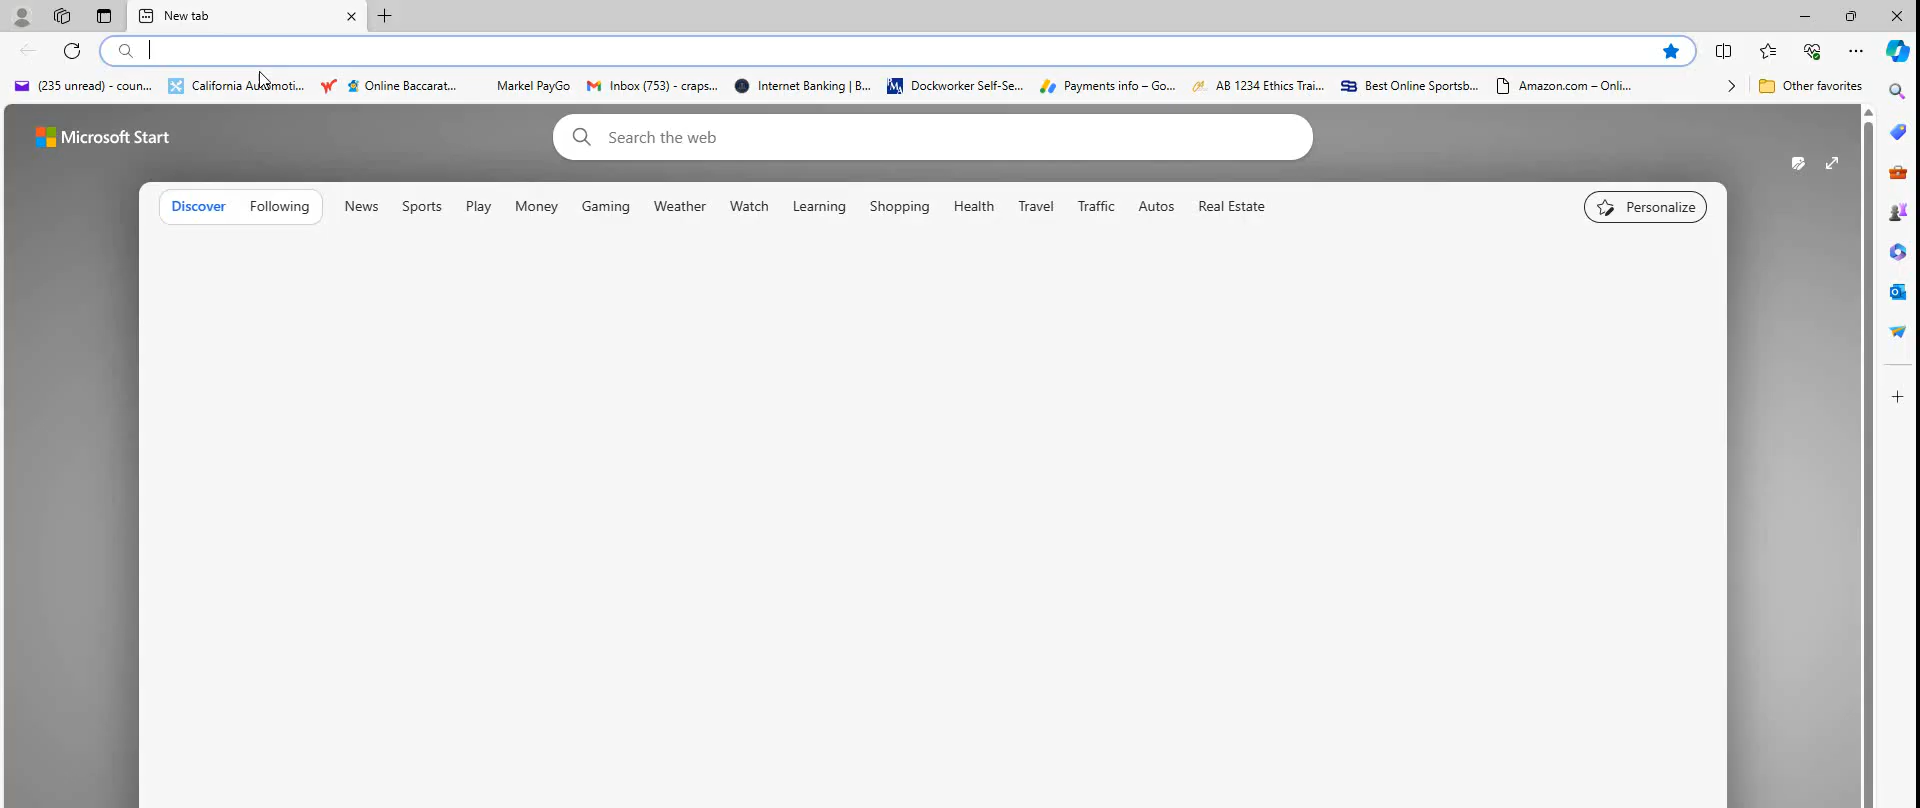 New tab
(235 unread) - coun... California Automoti... Online Baccarat... Markel PayGo Inbox (753) - craps... Internet Banking | B... Dockworker Self-Se... Payments info – Go... AB 1234 Ethics Trai... Best Online Sportsb... Amazon.com – Onli... Other favorites
Microsoft Start
Search the web
Discover Following News Sports Play Money Gaming Weather Watch Learning Shopping Health Travel Traffic Autos Real Estate Personalize